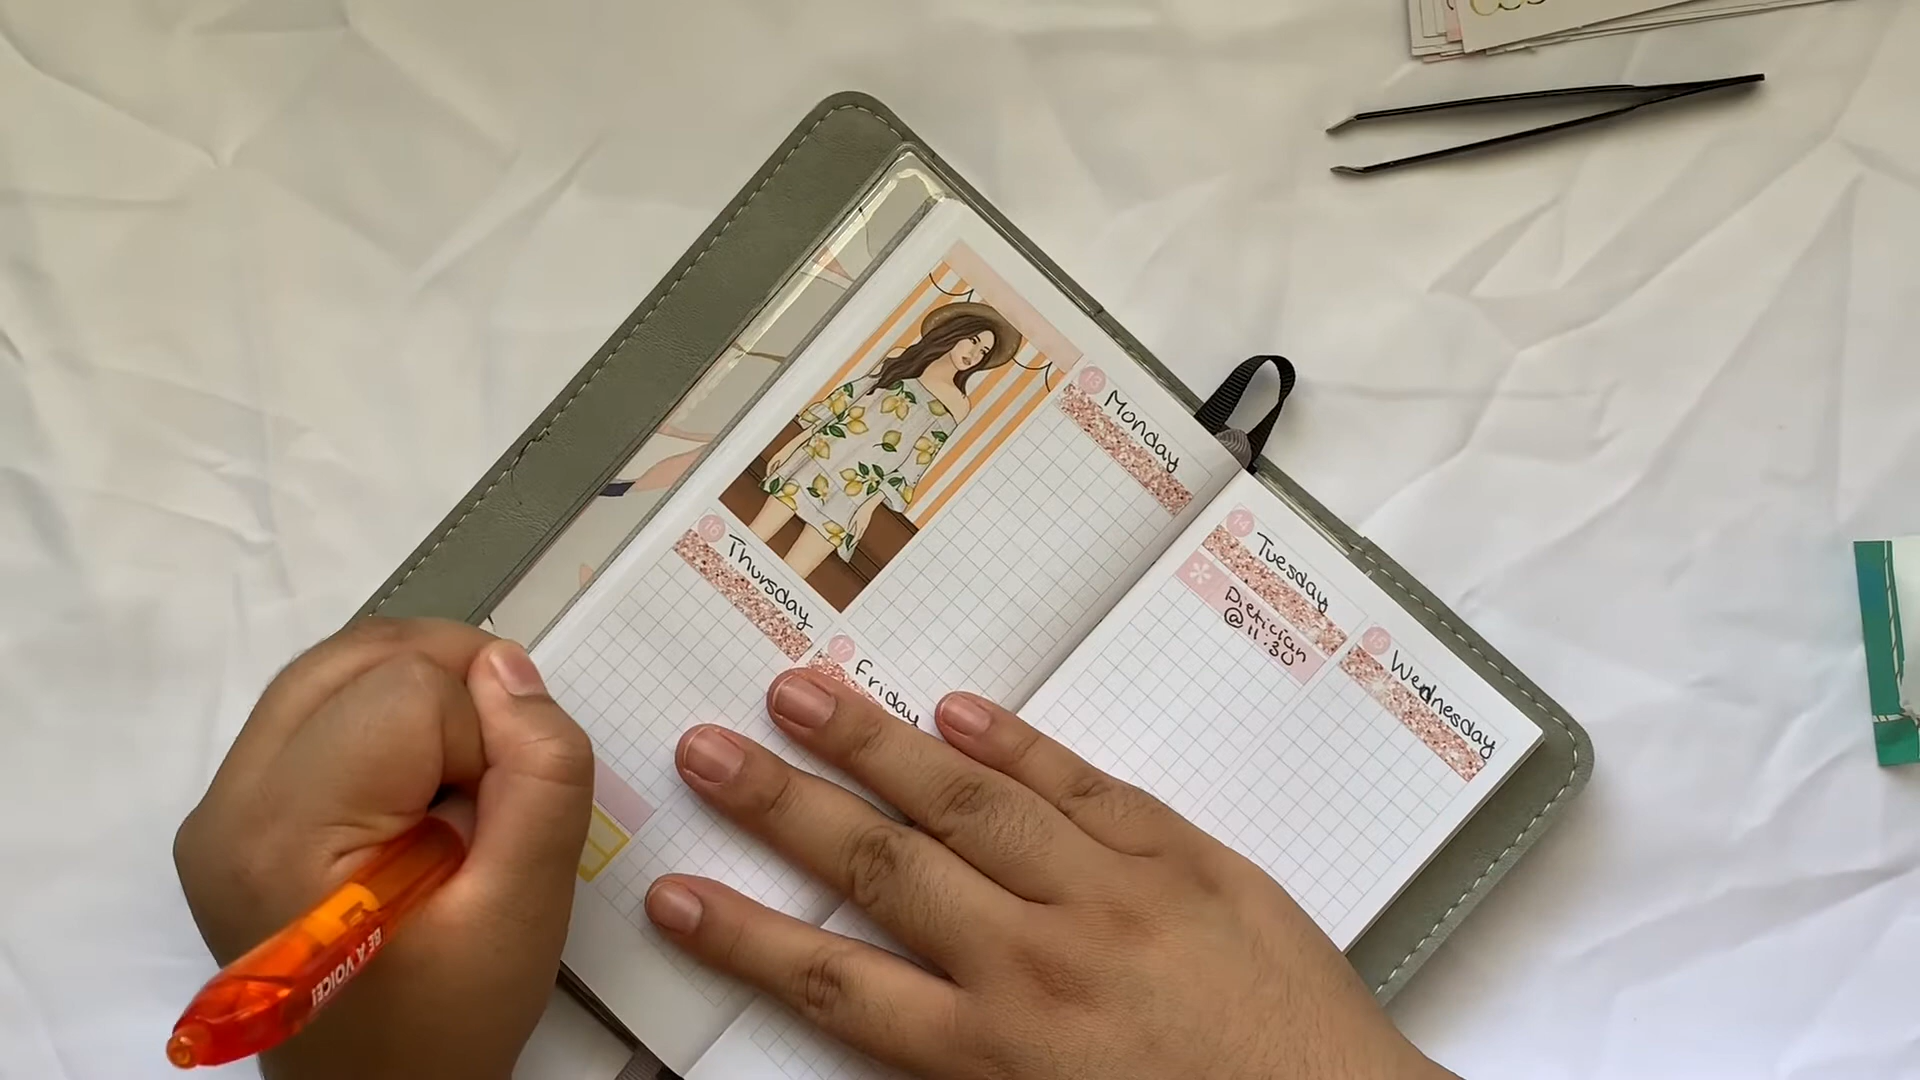 13
Monday
16
Thursday
17
Friday
14
Tuesday
Dietician
@ 11:30
15
Wednesday
BE A VOICE!